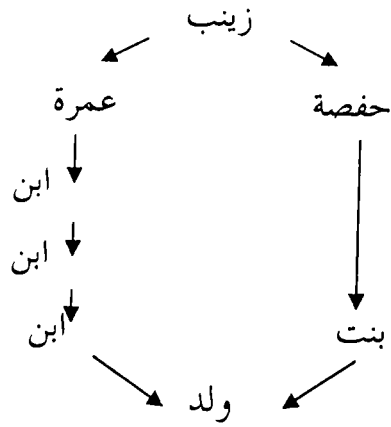 زينب
حفصة عمرة
ابن
ابن
بنت ابن
ولد